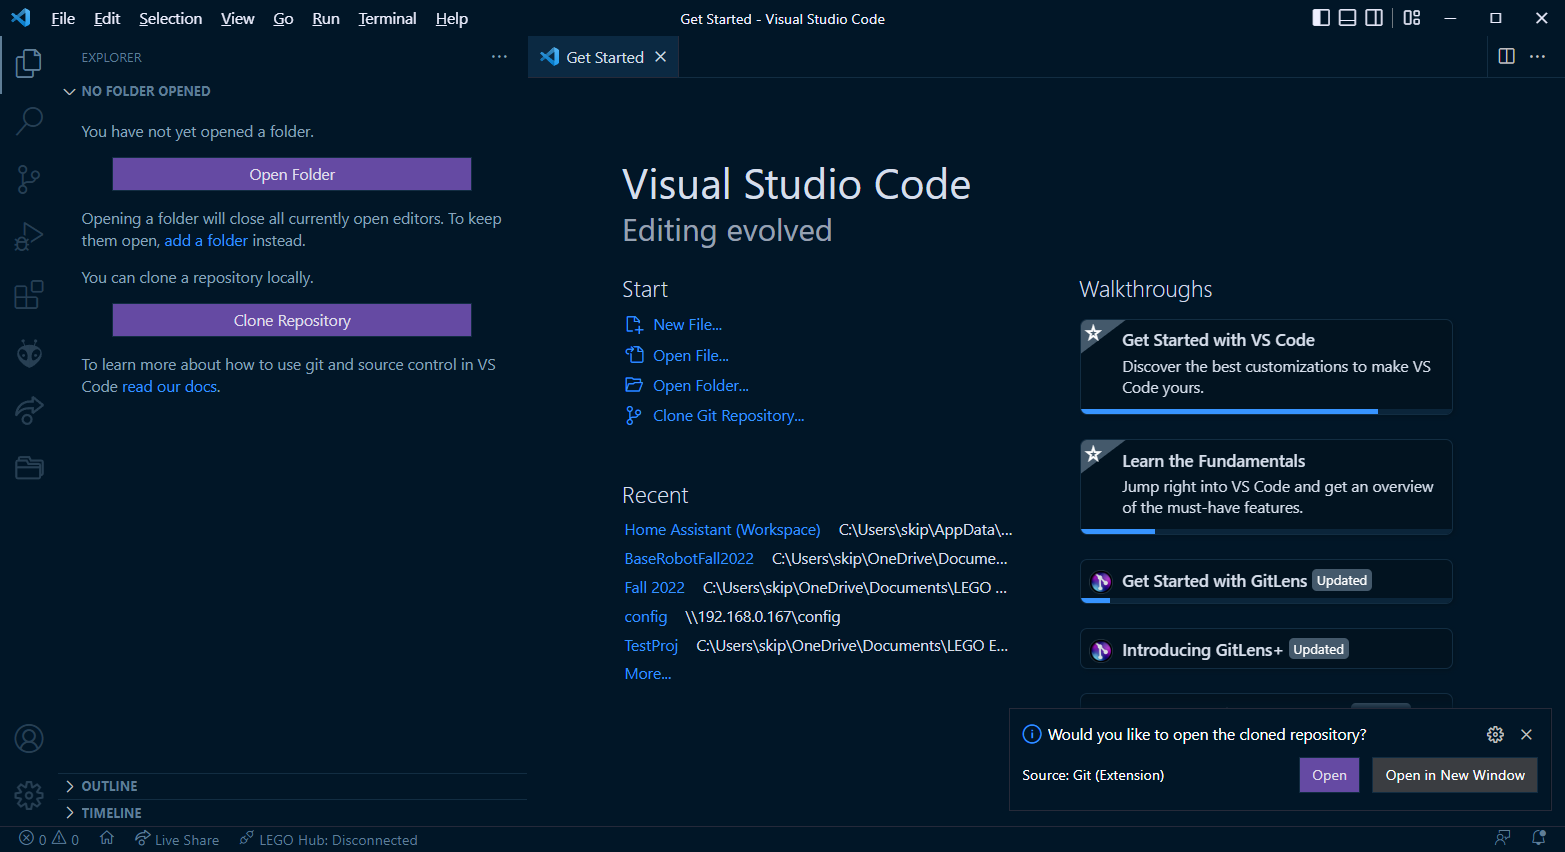 File Edit Selection View Go Run Terminal Help
Get Started - Visual Studio Code
EXPLORER
NO FOLDER OPENED
You have not yet opened a folder.
Open Folder
Opening a folder will close all currently open editors. To keep
them open, add a folder instead.
You can clone a repository locally.
Clone Repository
To learn more about how to use git and source control in VS
Code read our docs.
OUTLINE
TIMELINE
Get Started
Visual Studio Code
Editing evolved
Start
New File...
Open File...
Open Folder...
Clone Git Repository...
Recent
Home Assistant (Workspace) C:\Users\skip\AppData\...
BaseRobotFall2022 C:\Users\skip\OneDrive\Docume...
Fall 2022 C:\Users\skip\OneDrive\Documents\LEGO ...
config \\192.168.0.167\config
TestProj C:\Users\skip\OneDrive\Documents\LEGO E...
More...
Walkthroughs
Get Started with VS Code
Discover the best customizations to make VS
Code yours.
Learn the Fundamentals
Jump right into VS Code and get an overview
of the must-have features.
Get Started with GitLens Updated
Introducing GitLens+ Updated
Would you like to open the cloned repository?
Source: Git (Extension) Open Open in New Window
0 0 Live Share LEGO Hub: Disconnected